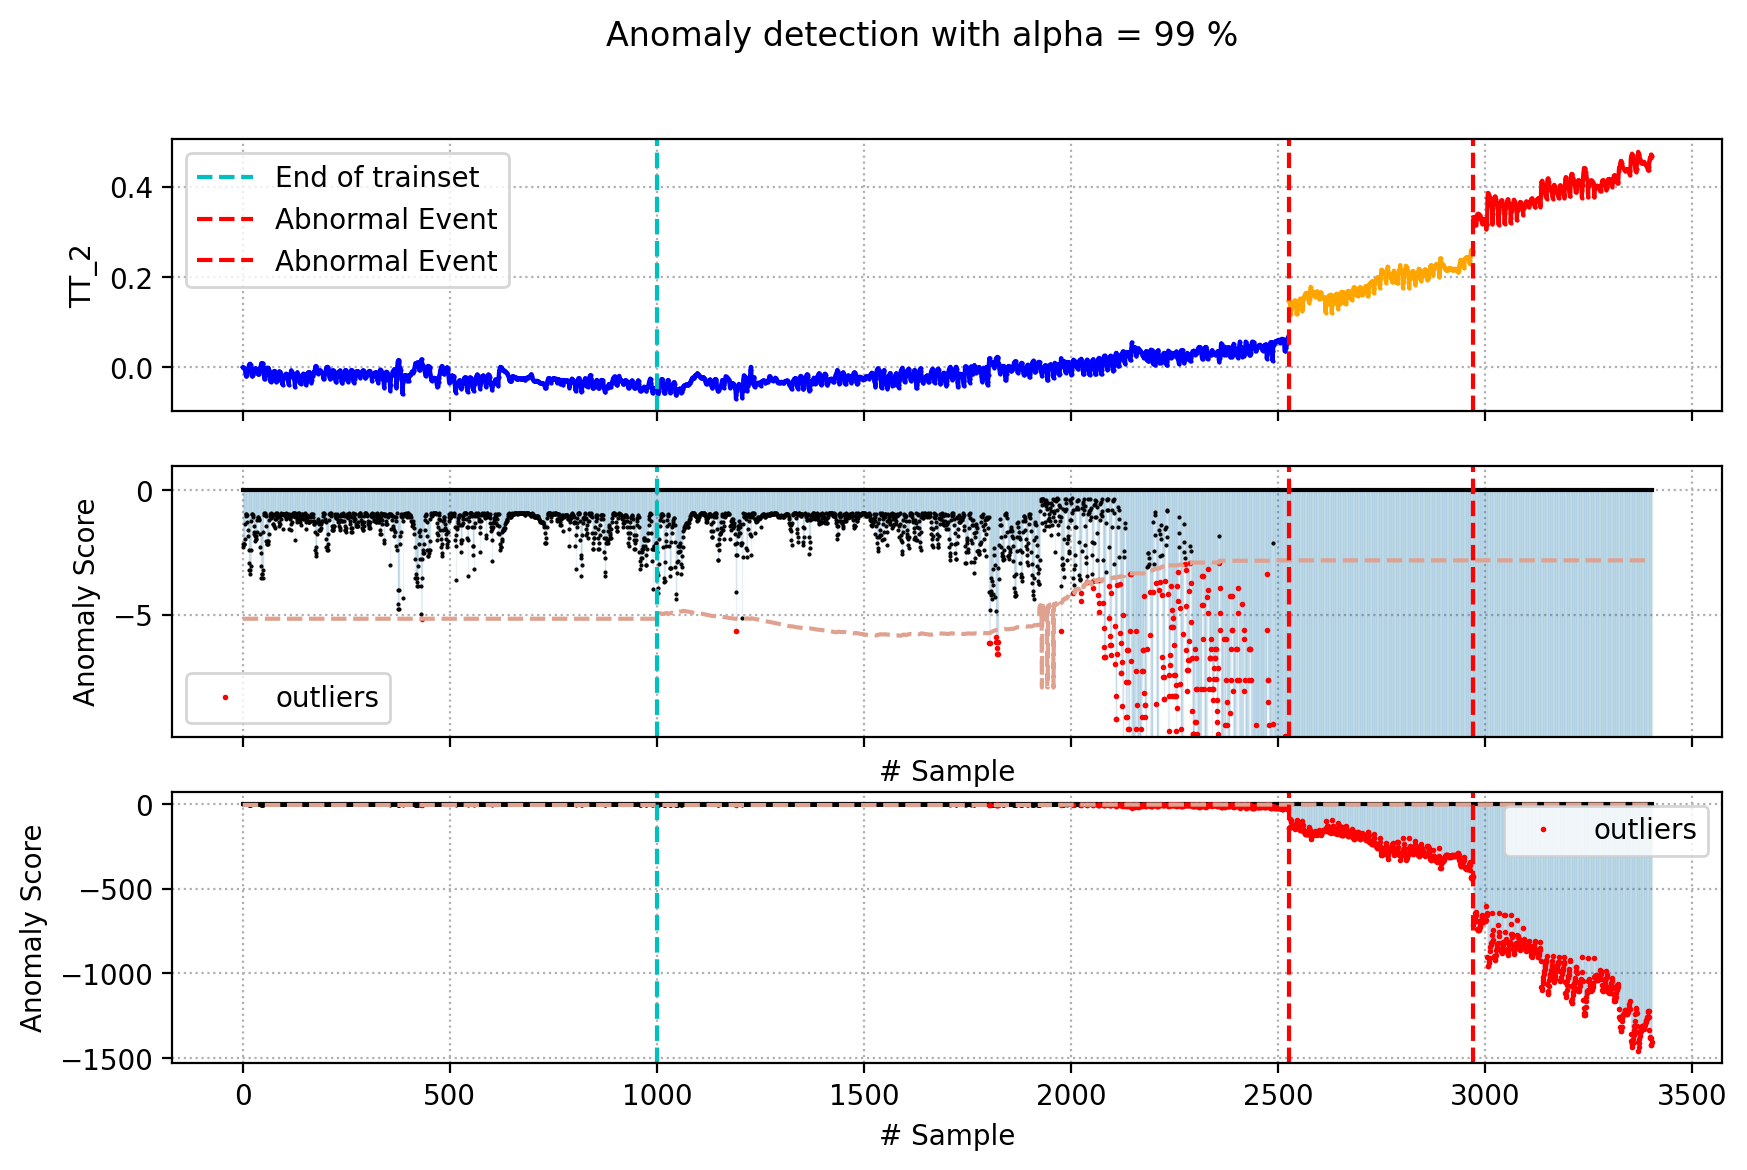 Anomaly detection with alpha = 99 %
TT_2
0.4
0.2
0.0
End of trainset
Abnormal Event
Abnormal Event
Anomaly Score
0
−5
outliers
# Sample
Anomaly Score
0
−500
−1000
−1500
outliers
0 500 1000 1500 2000 2500 3000 3500
# Sample